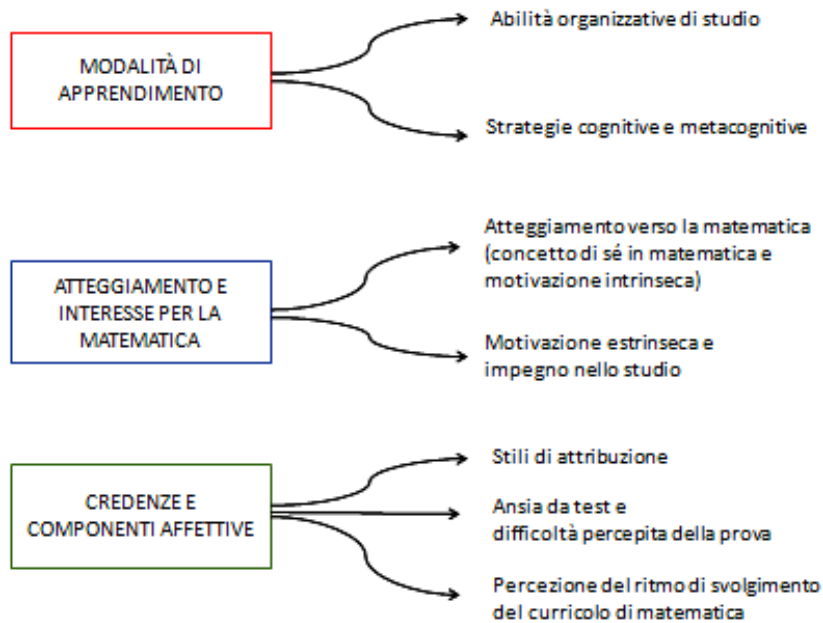 MODALITÀ DI
APPRENDIMENTO
Abilità organizzative di studio
Strategie cognitive e metacognitive
ATTEGGIAMENTO E
INTERESSE PER LA
MATEMATICA
Atteggiamento verso la matematica
(concetto di sé in matematica e
motivazione intrinseca)
Motivazione estrinseca e
impegno nello studio
CREDENZE E
COMPONENTI AFFETTIVE
Stili di attribuzione
Ansia da test e
difficoltà percepita della prova
Percezione del ritmo di svolgimento
del curricolo di matematica